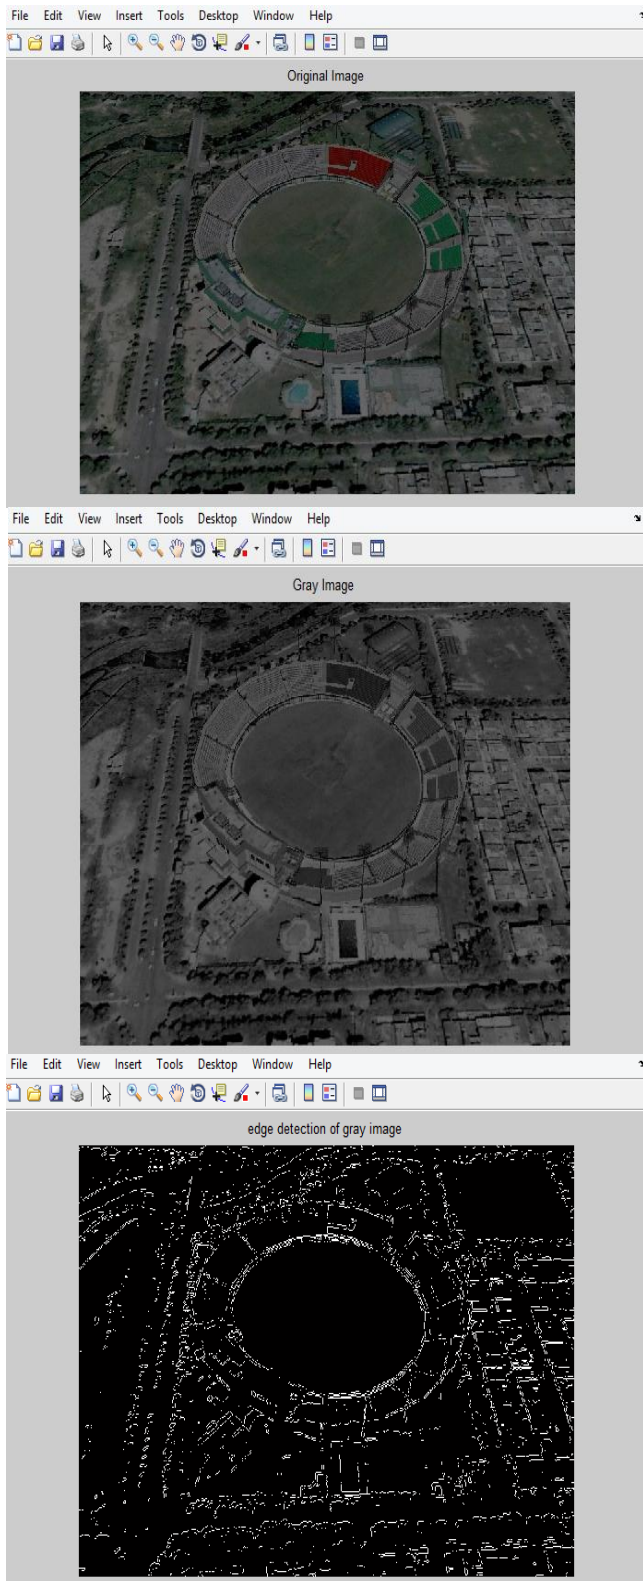 File Edit View Insert Tools Desktop Window Help
Original Image
File Edit View Insert Tools Desktop Window Help
Gray Image
File Edit View Insert Tools Desktop Window Help
edge detection of gray image